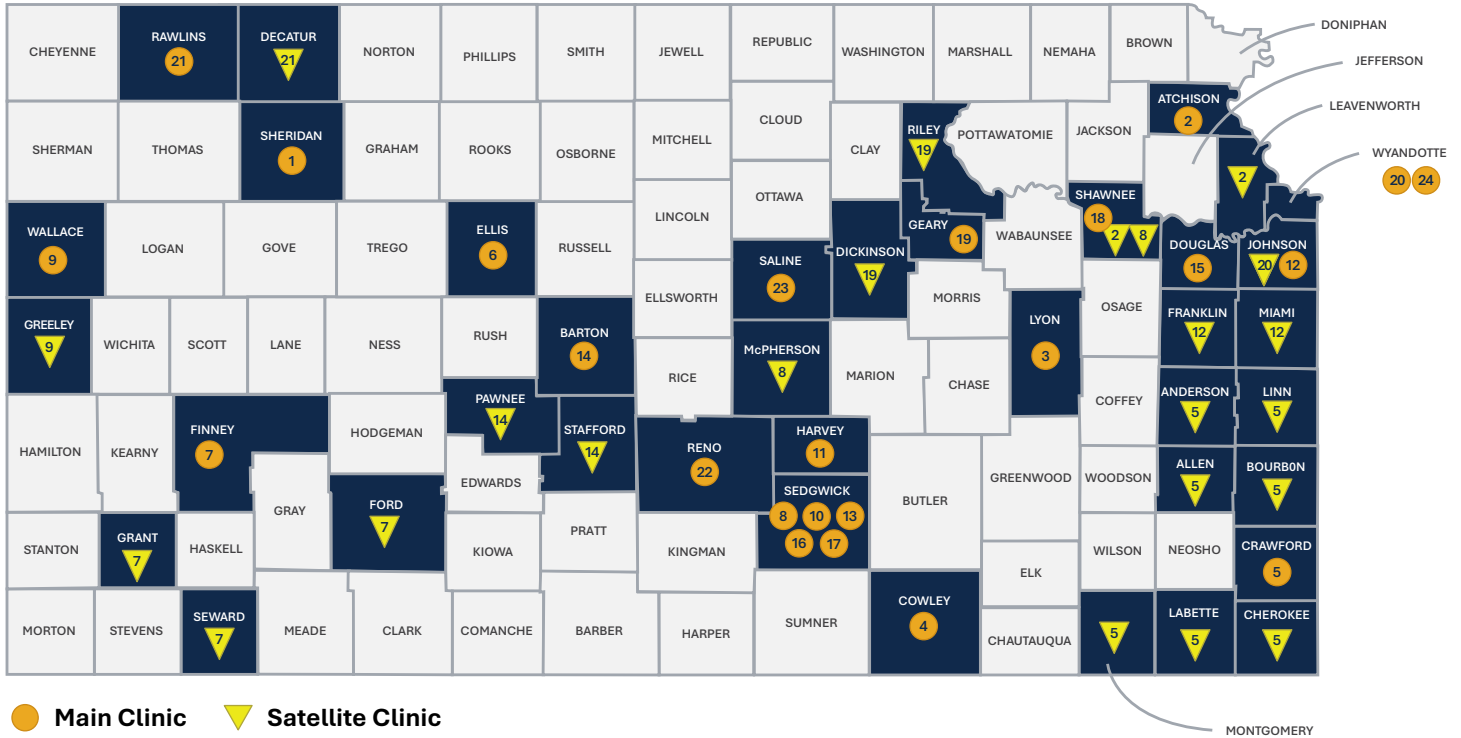 CHEYENNE
RAWLINS
21
DECATUR
21
NORTON
PHILLIPS
SMITH
JEWELL
REPUBLIC
WASHINGTON
MARSHALL
NEMAHA
BROWN
DONIPHAN
JEFFERSON
LEAVENWORTH
WYANDOTTE
20 24
SHERMAN
THOMAS
SHERIDAN
1
GRAHAM
ROOKS
OSBORNE
MITCHELL
CLOUD
CLAY
RILEY
19
POTTAWATOMIE
JACKSON
ATCHISON
2
2
WALLACE
9
LOGAN
GOVE
TREGO
ELLIS
6
RUSSELL
LINCOLN
OTTAWA
SALINE
23
DICKINSON
19
GEARY
19
WABAUNSEE
SHAWNEE
18
2 8
DOUGLAS
15
JOHNSON
20 12
GREELEY
9
WICHITA
SCOTT
LANE
NESS
RUSH
BARTON
14
ELLSWORTH
RICE
McPHERSON
8
MARION
MORRIS
CHASE
LYON
3
OSAGE
FRANKLIN
12
MIAMI
12
HAMILTON
KEARNY
FINNEY
7
HODGEMAN
PAWNEE
14
STAFFORD
14
EDWARDS
RENO
22
HARVEY
11
SEDGWICK
8 10 13
16 17
BUTLER
GREENWOOD
COFFEY
WOODSON
ANDERSON
5
LINN
5
ALLEN
5
BOURB0N
5
STANTON
GRANT
7
HASKELL
GRAY
FORD
7
KIOWA
PRATT
KINGMAN
ELK
WILSON
NEOSHO
CRAWFORD
5
MORTON
STEVENS
SEWARD
7
MEADE
CLARK
COMANCHE
BARBER
HARPER
SUMNER
COWLEY
4
CHAUTAUQUA
5
LABETTE
5
CHEROKEE
5
MONTGOMERY
Main Clinic
Satellite Clinic